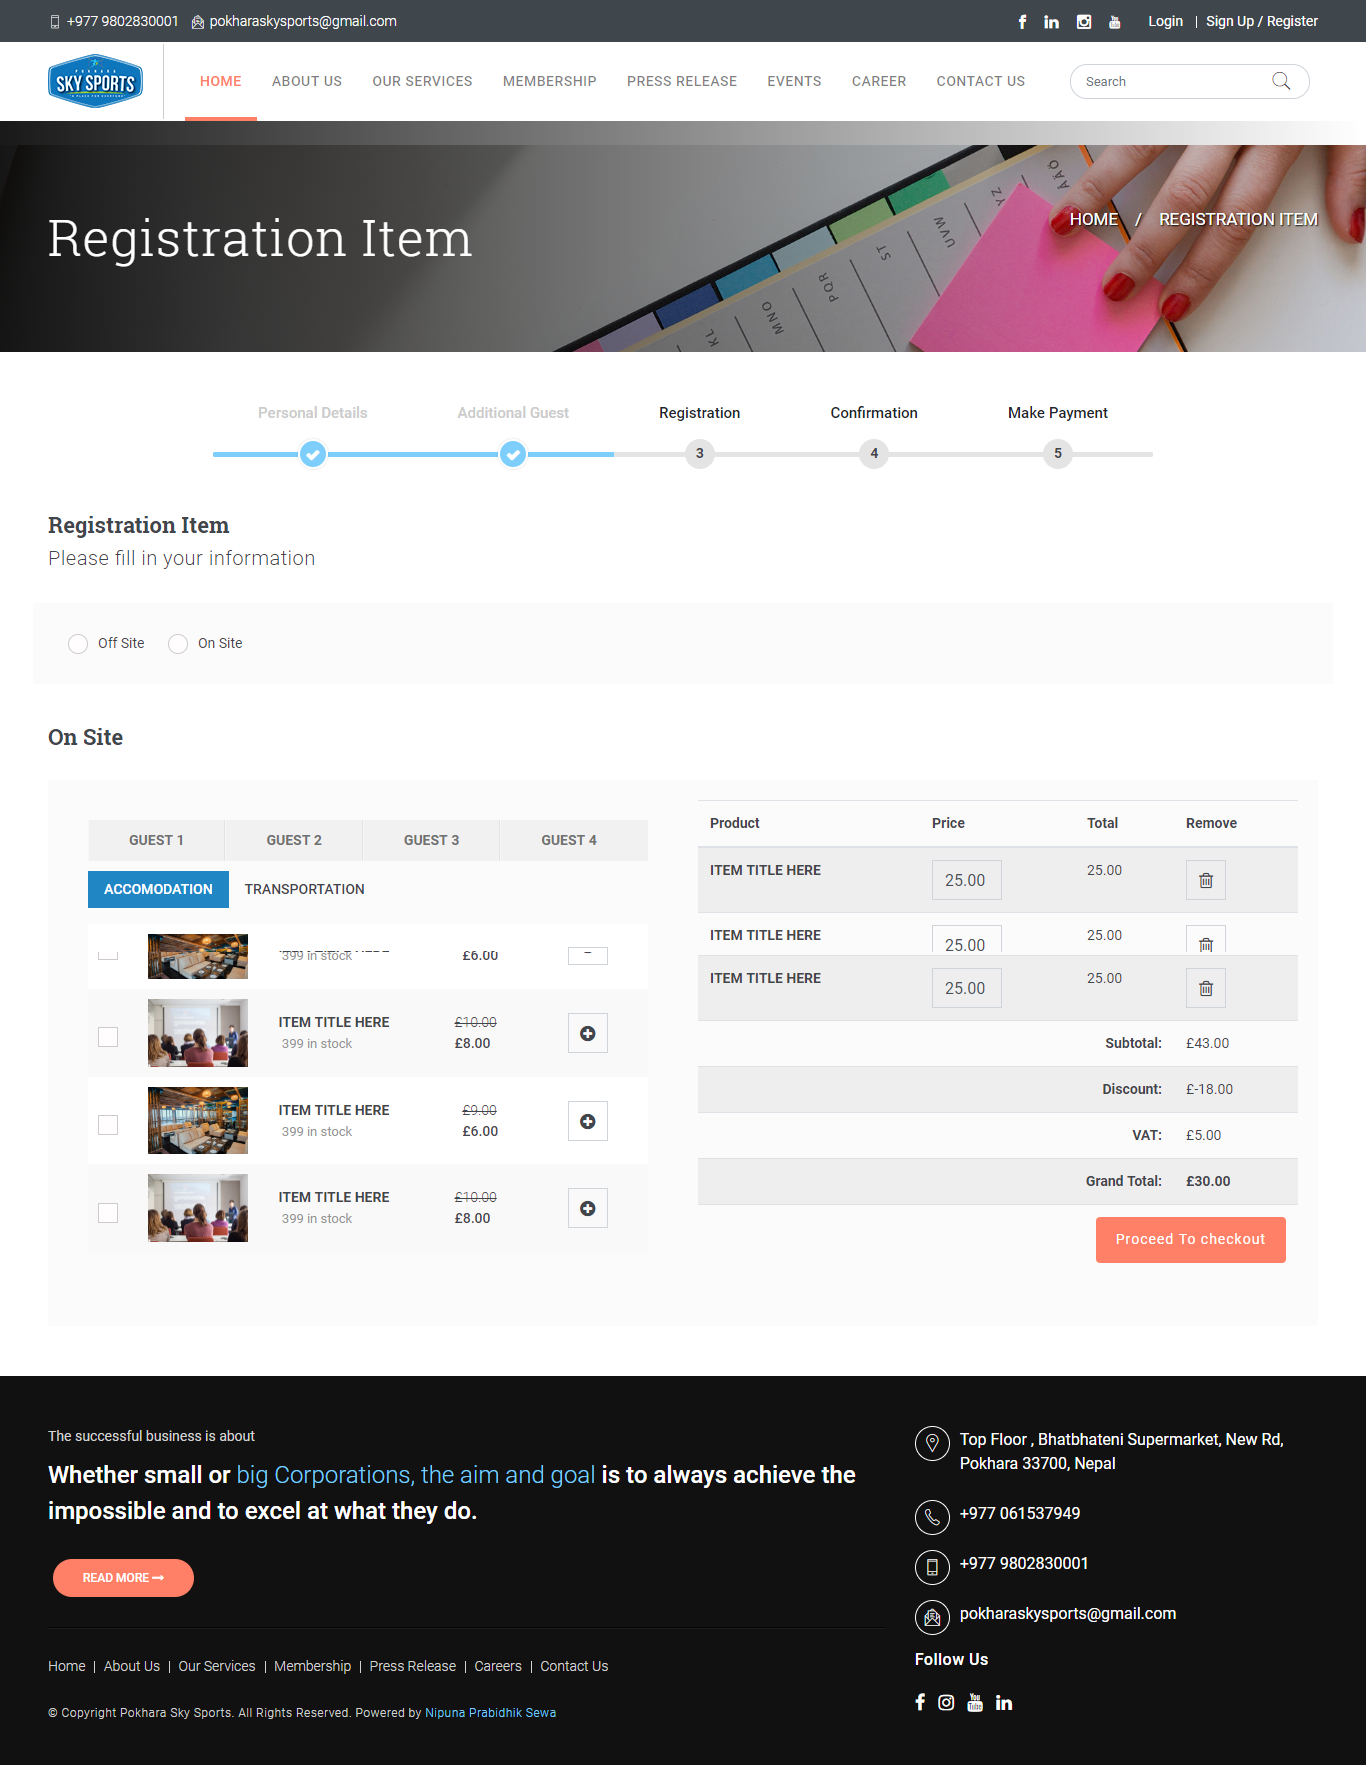 +977 9802830001 pokharaskysports@gmail.com Login | Sign Up / Register
POKHARA
SKY SPORTS
HOME ABOUT US OUR SERVICES MEMBERSHIP PRESS RELEASE EVENTS CAREER CONTACT US Search
Registration Item
HOME / REGISTRATION ITEM
KL MNO PQR ST UVW YZ ÅÄÖ
Personal Details Additional Guest Registration Confirmation Make Payment
3 4 5
Registration Item
Please fill in your information
Off Site On Site
On Site
GUEST 1 GUEST 2 GUEST 3 GUEST 4
ACCOMODATION TRANSPORTATION
399 in stock £6.00
ITEM TITLE HERE £10.00
399 in stock £8.00
ITEM TITLE HERE £9.00
399 in stock £6.00
ITEM TITLE HERE £10.00
399 in stock £8.00
Product Price Total Remove
ITEM TITLE HERE 25.00 25.00
ITEM TITLE HERE 25.00 25.00
ITEM TITLE HERE 25.00 25.00
Subtotal: £43.00
Discount: £-18.00
VAT: £5.00
Grand Total: £30.00
Proceed To checkout
The successful business is about
Whether small or big Corporations, the aim and goal is to always achieve the
impossible and to excel at what they do.
READ MORE
Home | About Us | Our Services | Membership | Press Release | Careers | Contact Us
© Copyright Pokhara Sky Sports. All Rights Reserved. Powered by Nipuna Prabidhik Sewa
Top Floor , Bhatbhateni Supermarket, New Rd,
Pokhara 33700, Nepal
+977 061537949
+977 9802830001
pokharaskysports@gmail.com
Follow Us